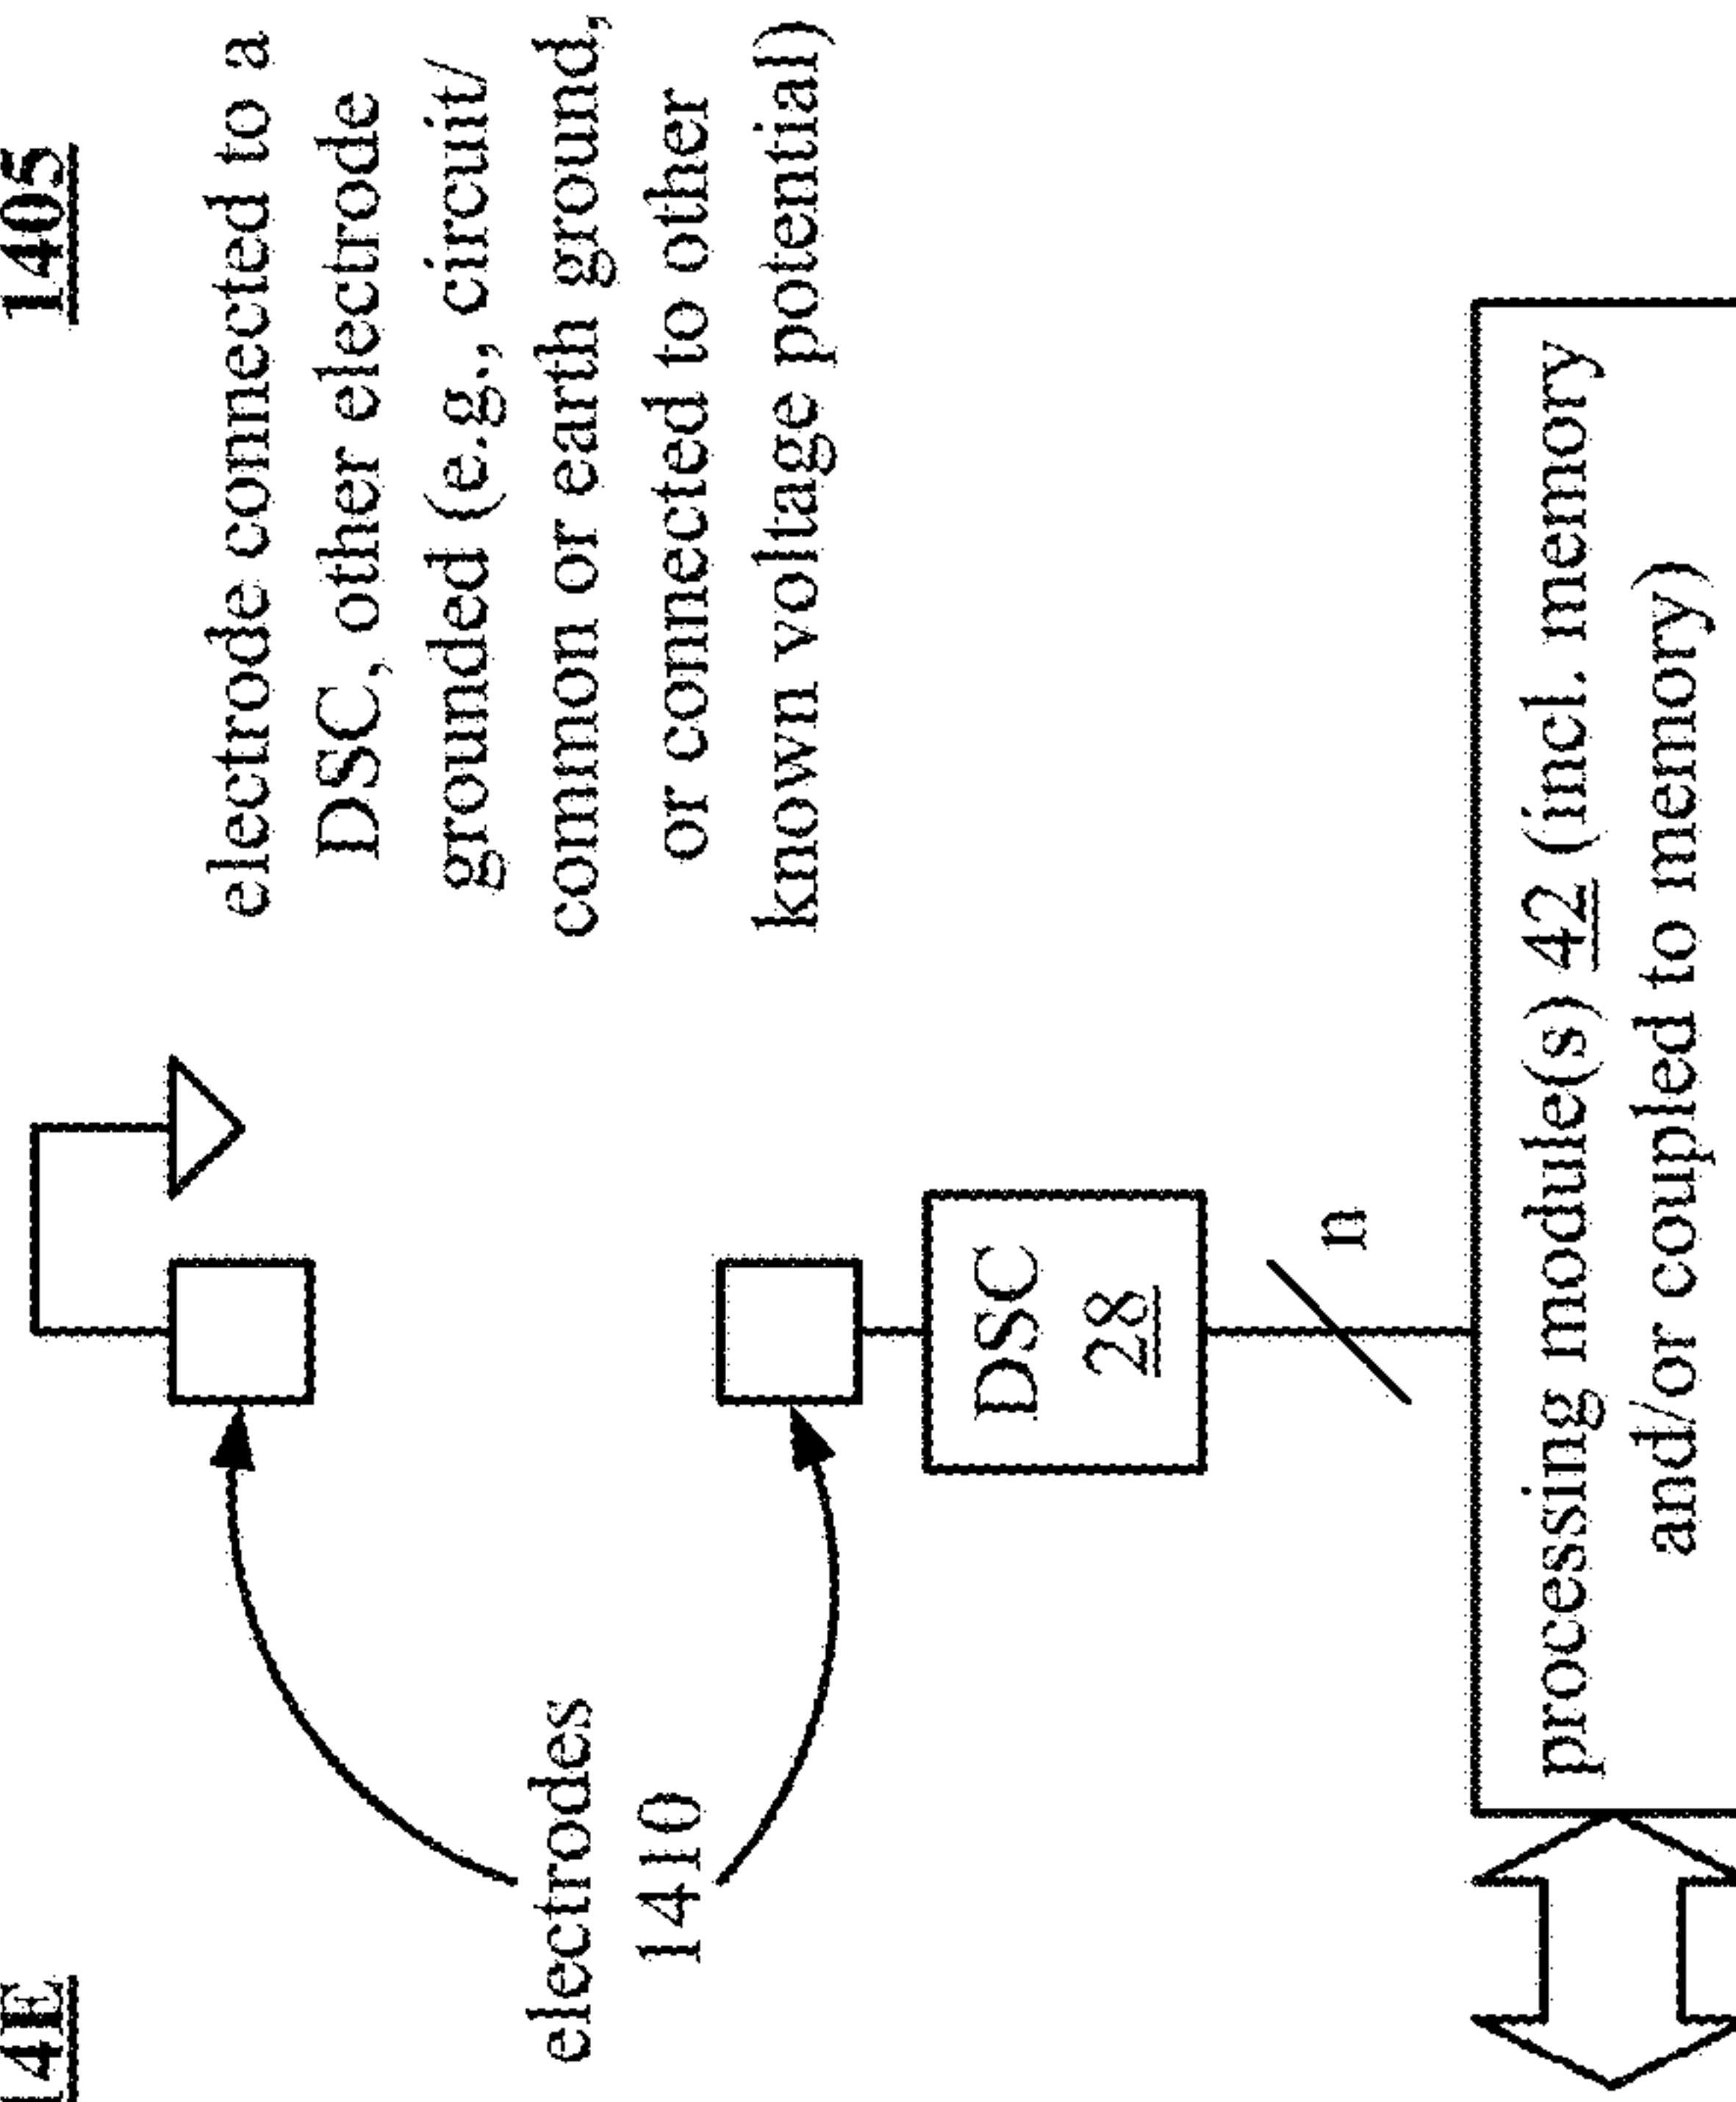 14E
1405
electrode connected to a
DSC, other electrode
grounded (e.g., circuit/
common or earth ground,
or connected to other
known voltage potential)
electrodes
1410
DSC
28
n
processing module(s) 42 (incl. memory
and/or coupled to memory)